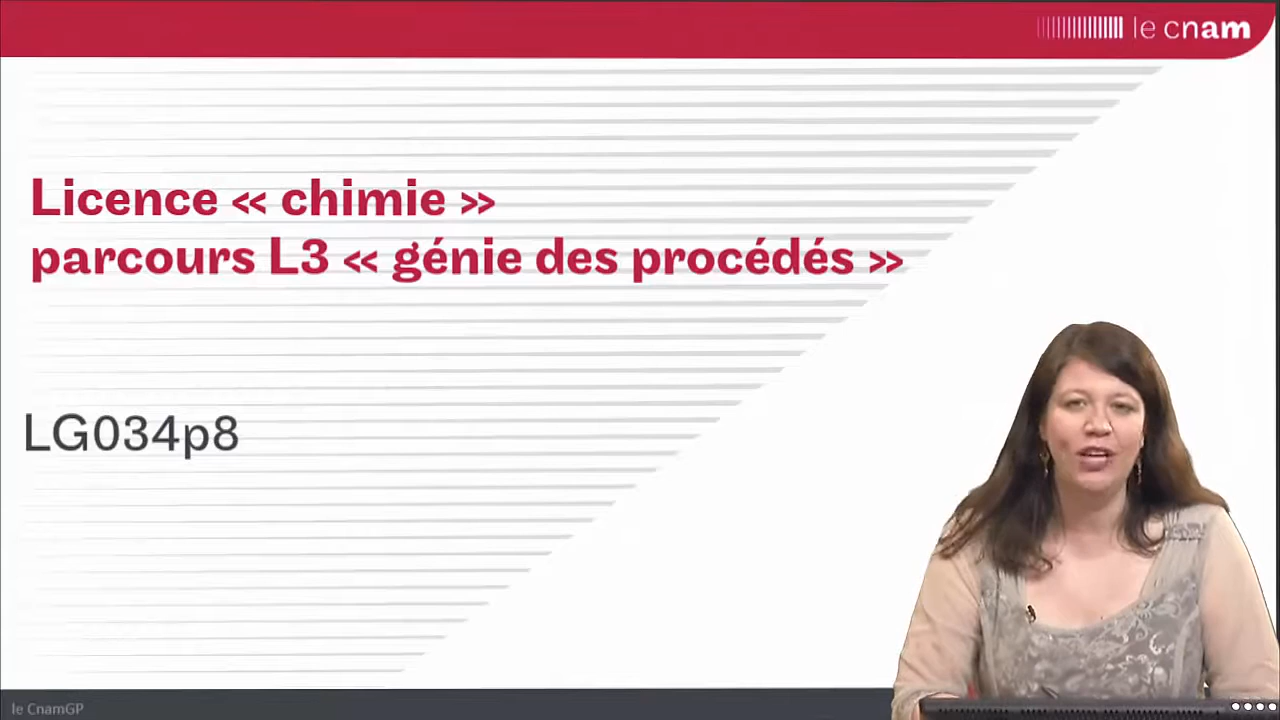 le cnam
Licence « chimie »
parcours L3 « génie des procédés »
LG034p8
le CnamGP